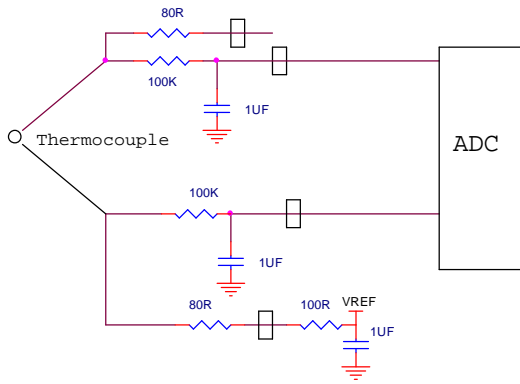 80R
100K
1UF
Thermocouple
ADC
100K
1UF
80R
100R
VREF
1UF